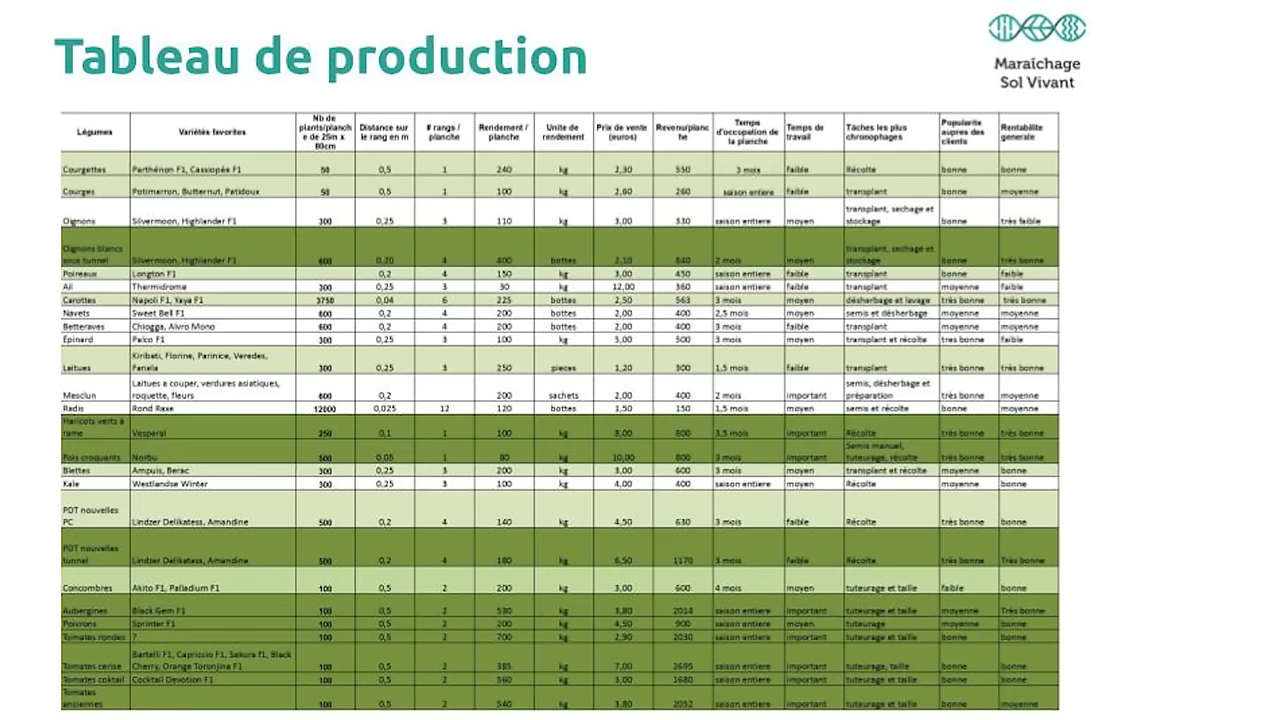 Tableau de production
Maraîchage
Sol Vivant
Légumes Variétés favorites Nb de plants/planche de 25m x 80cm Distance sur le rang en m # rangs / planche Rendement / planche Unite de rendement Prix de vente (euros) Revenu/planche Temps d'occupation de la planche Temps de travail Tâches les plus chronophages Popularite aupres des clients Rentabilite generale
Courgettes Parthénon F1, Cassiopée F1 50 0,5 1 240 kg 2,30 550 3 mois faible Récolte bonne bonne
Courges Potimarron, Butternut, Patidoux 50 0,5 1 100 kg 2,60 260 saison entiere faible transplant bonne moyenne
Oignons Silvermoon, Highlander F1 300 0,25 3 110 kg 3,00 330 saison entiere moyen transplant, sechage et stockage bonne très faible
Oignons blancs sous tunnel Silvermoon, Highlander F1 600 0,20 4 400 bottes 2,10 840 2 mois moyen transplant, sechage et stockage bonne très bonne
Poireaux Longton F1 0,2 4 150 kg 3,00 450 saison entiere faible transplant bonne faible
Ail Thermidrome 300 0,25 3 30 kg 12,00 360 saison entiere faible transplant moyenne faible
Carottes Napoli F1, Yaya F1 3750 0,04 6 225 bottes 2,50 563 3 mois moyen désherbage et lavage très bonne très bonne
Navets Sweet Bell F1 600 0,2 4 200 bottes 2,00 400 2,5 mois moyen semis et désherbage moyenne moyenne
Betteraves Chiogga, Alvro Mono 600 0,2 4 200 bottes 2,00 400 3 mois faible transplant moyenne moyenne
Épinard Palco F1 300 0,25 3 100 kg 5,00 500 3 mois moyen transplant et récolte tres bonne faible
Laitues Kiribati, Florine, Parinice, Veredes, Fanela 300 0,25 3 250 pieces 1,20 300 1,5 mois faible transplant très bonne très bonne
Mesclun Laitues a couper, verdures asiatiques, roquette, fleurs 600 0,2 200 sachets 2,00 400 2 mois important semis, désherbage et préparation très bonne moyenne
Radis Rond Raxe 12000 0,025 12 120 bottes 1,50 150 1,5 mois moyen semis et récolte bonne moyenne
Haricots verts à rame Vesperal 250 0,1 1 100 kg 8,00 800 3,5 mois important Récolte très bonne très bonne
Pois croquants Norbu 500 0,05 1 80 kg 10,00 800 3 mois important Semis manuel, tuteurage, récolte très bonne très bonne
Blettes Ampuis, Berac 300 0,25 3 200 kg 3,00 600 3 mois moyen transplant et récolte moyenne bonne
Kale Westlandse Winter 300 0,25 3 100 kg 4,00 400 saison entiere moyen Récolte moyenne bonne
PDT nouvelles PC Lindzer Delikatess, Amandine 500 0,2 4 140 kg 4,50 630 3 mois faible Récolte très bonne bonne
PDT nouvelles tunnel Lindzer Delikatess, Amandine 500 0,2 4 180 kg 6,50 1170 3 mois faible Récolte très bonne Très bonne
Concombres Akito F1, Palladium F1 100 0,5 2 200 kg 3,00 600 4 mois moyen tuteurage et taille faible bonne
Aubergines Black Gem F1 100 0,5 2 530 kg 3,80 2014 saison entiere important tuteurage et taille moyenne Très bonne
Poivrons Sprinter F1 100 0,5 2 200 kg 4,50 900 saison entiere moyen tuteurage moyenne bonne
Tomates rondes ? 100 0,5 2 700 kg 2,90 2030 saison entiere important tuteurage et taille bonne bonne
Tomates cerise Bartelli F1, Capriccio F1, Sakura f1, Black Cherry, Orange Toronjina F1 100 0,5 2 385 kg 7,00 2695 saison entiere important tuteurage, taille bonne bonne
Tomates coktail Cocktail Devotion F1 100 0,5 2 560 kg 3,00 1680 saison entiere important tuteurage et taille bonne bonne
Tomates anciennes 100 0,5 2 540 kg 3,80 2052 saison entiere important tuteurage et taille bonne moyenne